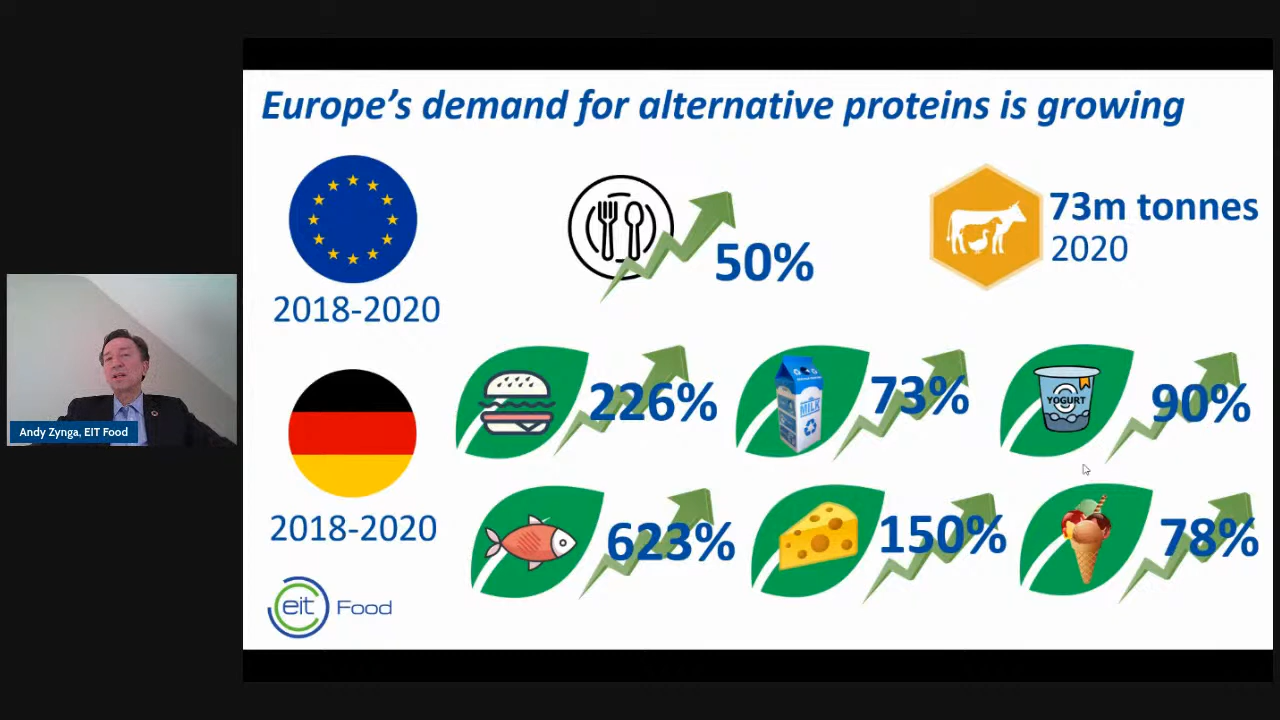 Europe's demand for alternative proteins is growing
2018-2020
50%
73m tonnes
2020
2018-2020
226%
MILK
73%
YOGURT
90%
623%
150%
78%
eit Food
Andy Zynga, EIT Food